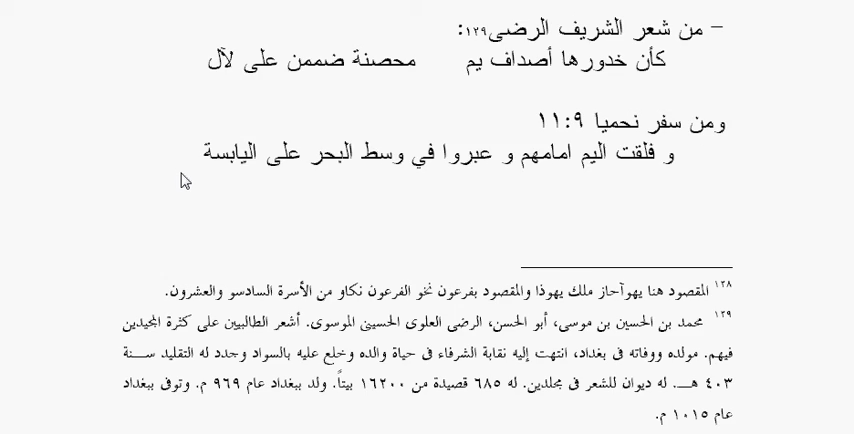 – من شعر الشريف الرضى١٢٩:
كأن خدورها أصداف يم محصنة ضممن على لآل
ومن سفر نحميا ٩:١١
و فلقت اليم امامهم و عبروا في وسط البحر على اليابسة
١٢٨ المقصود هنا يهوآحاز ملك يهوذا والمقصود بفرعون نخو الفرعون نكاو من الأسرة السادسو والعشرون.
١٢٩ محمد بن الحسين بن موسى، أبو الحسن، الرضى العلوى الحسينى الموسوى. أشعر الطالبيين على كثرة المجيدين
فيهم. مولده ووفاته فى بغداد، انتهت إليه نقابة الشرفاء فى حياة والده وخلع عليه بالسواد وجدد له التقليد سـنة
٤٠٣ هـ. له ديوان للشعر فى مجلدين. له ٦٨٥ قصيدة من ١٦٢٠٠ بيتاً. ولد ببغداد عام ٩٦٩ م. وتوفى ببغداد
عام ١٠١٥ م.